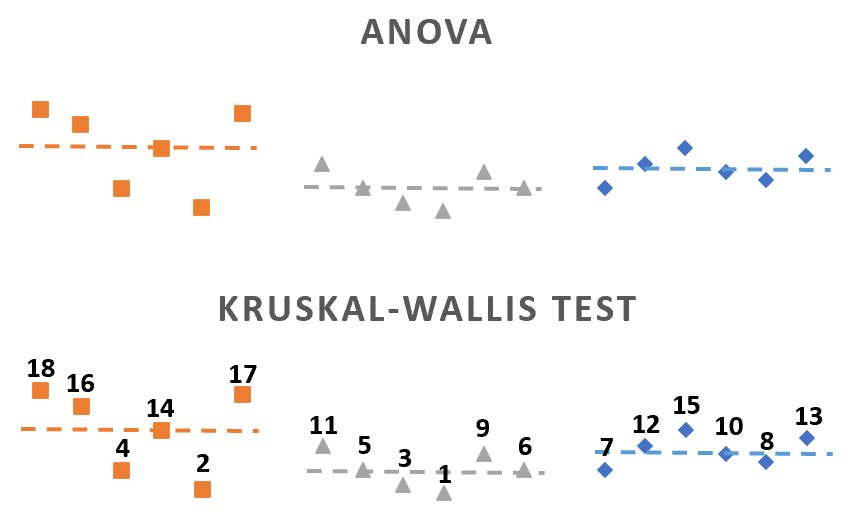 ANOVA
KRUSKAL-WALLIS TEST
18 16 4 14 2 17
11 5 3 1 9 6
7 12 15 10 8 13